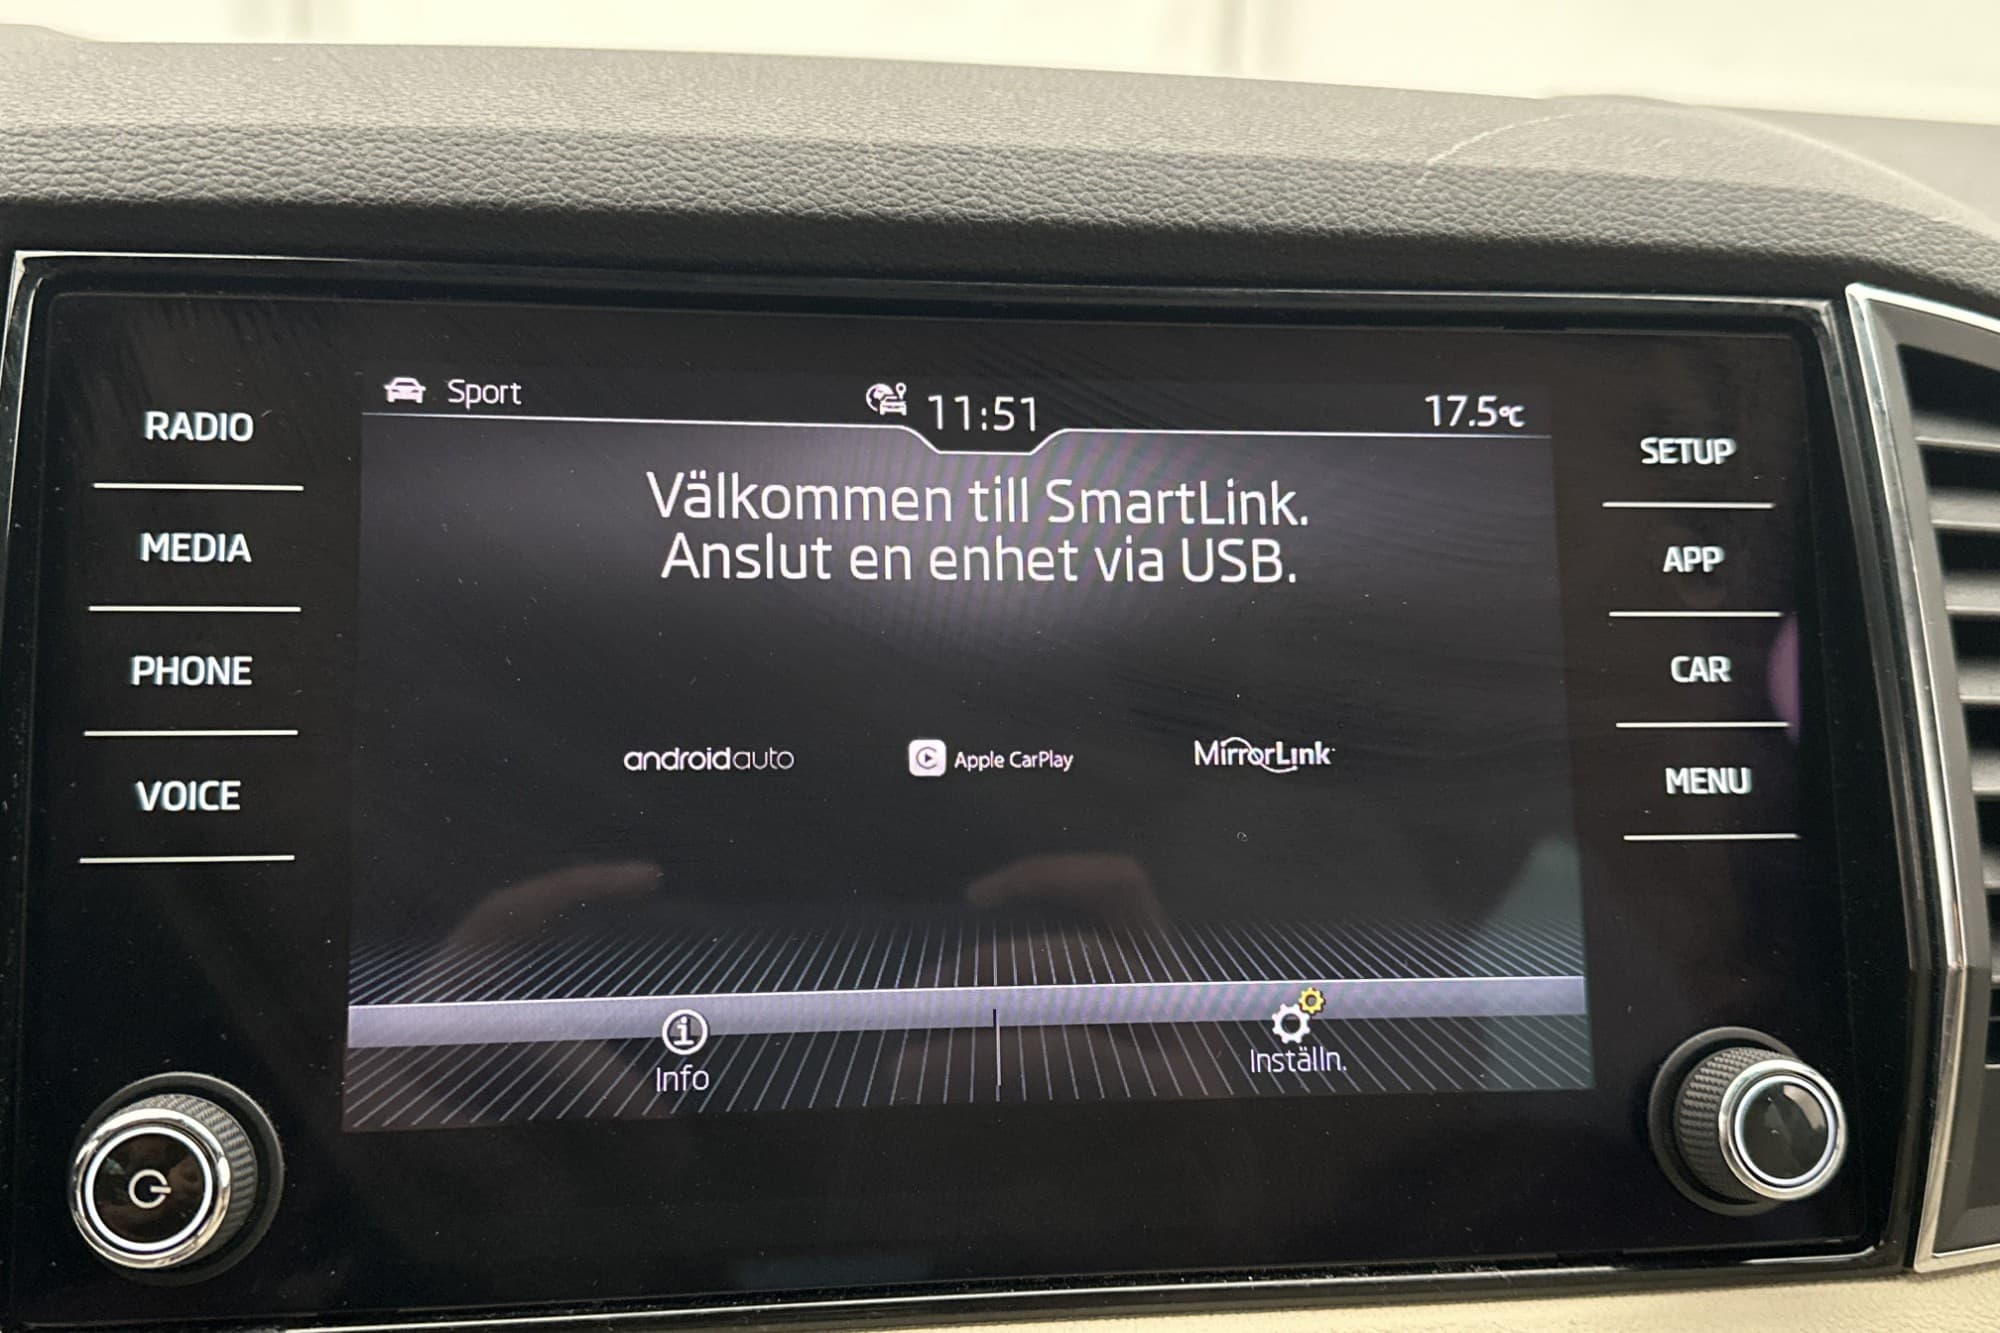 Sport
11:51
17.5°C
RADIO
MEDIA
PHONE
VOICE
Välkommen till SmartLink.
Anslut en enhet via USB.
androidauto
Apple CarPlay
MirrorLink
Info
Inställn.
SETUP
APP
CAR
MENU